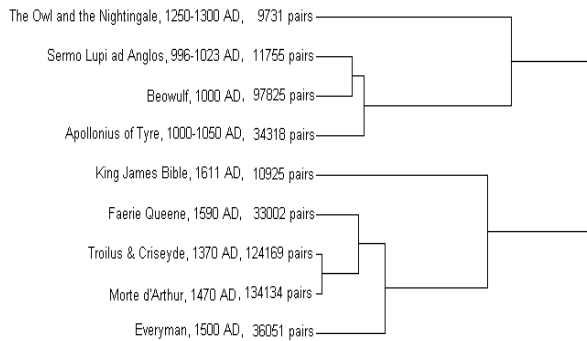 The Owl and the Nightingale, 1250-1300 AD, 9731 pairs
Sermo Lupi ad Anglos, 996-1023 AD, 11755 pairs
Beowulf, 1000 AD, 97825 pairs
Apollonius of Tyre, 1000-1050 AD, 34318 pairs
King James Bible, 1611 AD, 10925 pairs
Faerie Queene, 1590 AD, 33002 pairs
Troilus & Criseyde, 1370 AD, 124169 pairs
Morte d'Arthur, 1470 AD, 134134 pairs
Everyman, 1500 AD, 36051 pairs